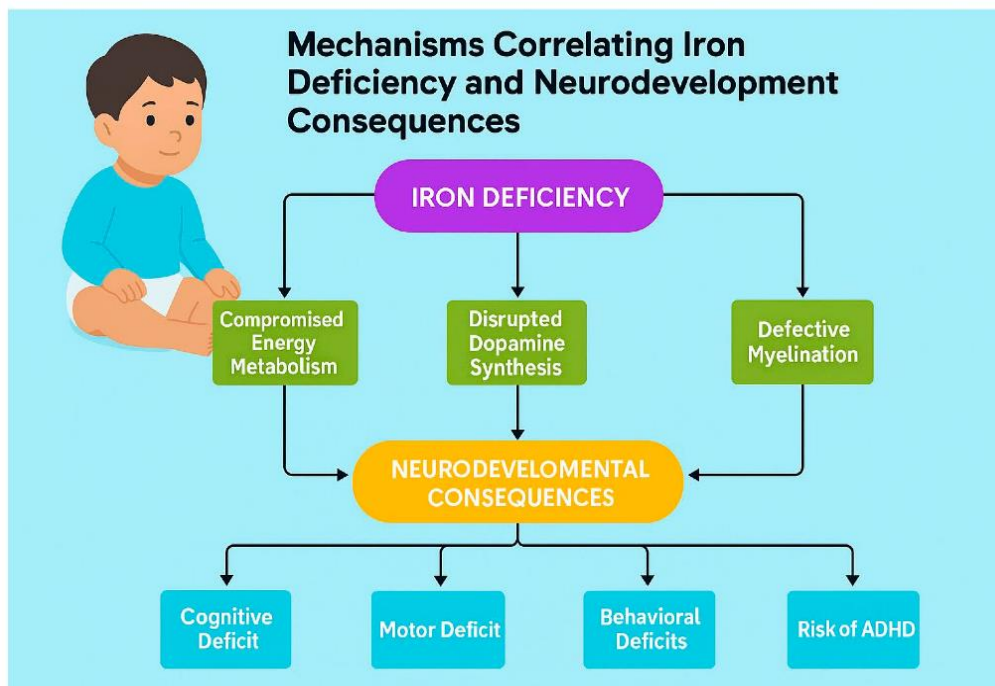 Mechanisms Correlating Iron
Deficiency and Neurodevelopment
Consequences
IRON DEFICIENCY
Compromised
Energy
Metabolism
Disrupted
Dopamine
Synthesis
Defective
Myelination
NEURODEVELOMENTAL
CONSEQUENCES
Cognitive
Deficit
Motor Deficit
Behavioral
Deficits
Risk of ADHD